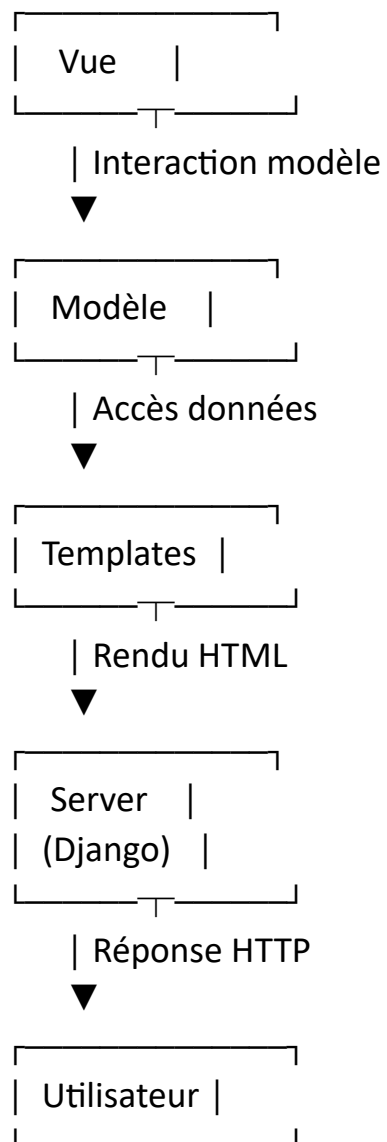 Vue
Interaction modèle
Modèle
Accès données
Templates
Rendu HTML
Server
(Django)
Réponse HTTP
Utilisateur